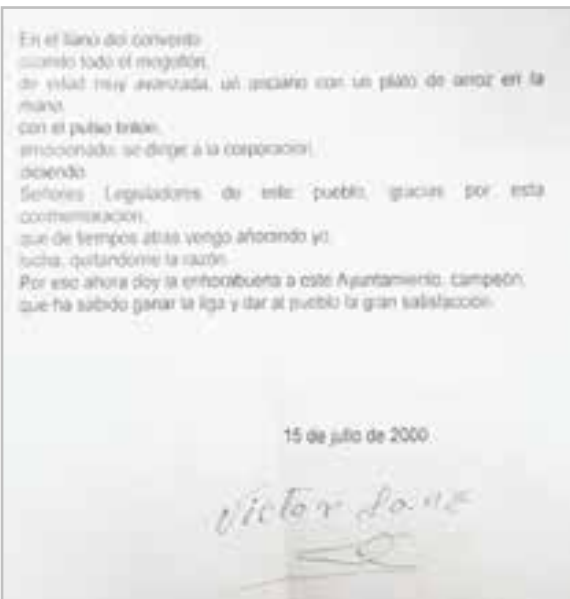 En el llano del convento
cuando todo el mogollón,
de edad muy avanzada, un anciano con un plato de arroz en la
mano,
con el pulso
emocionado, se dirige a la corporación,
diciendo
Señores Legisladores de este pueblo, gracias por esta
conmemoración,
que de tiempos atrás vengo añorando yo,
lucha, quitándome la razón.
Por eso ahora doy la enhorabuena a este Ayuntamiento, campeón,
que ha sabido ganar la liga y dar al pueblo la gran satisfacción.
15 de julio de 2000
Victor Sanz